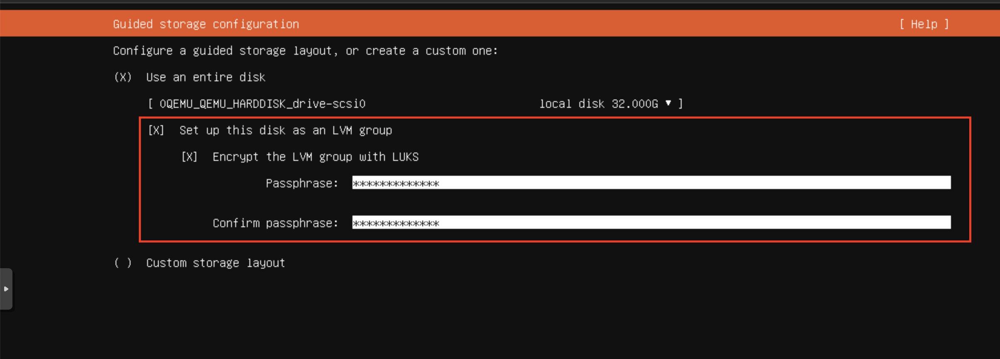 Guided storage configuration [ Help ]
Configure a guided storage layout, or create a custom one:
(X) Use an entire disk
[ 0QEMU_QEMU_HARDDISK_drive-scsi0 local disk 32.000G ▼ ]
[X] Set up this disk as an LVM group
[X] Encrypt the LVM group with LUKS
Passphrase: *************
Confirm passphrase: *************
( ) Custom storage layout